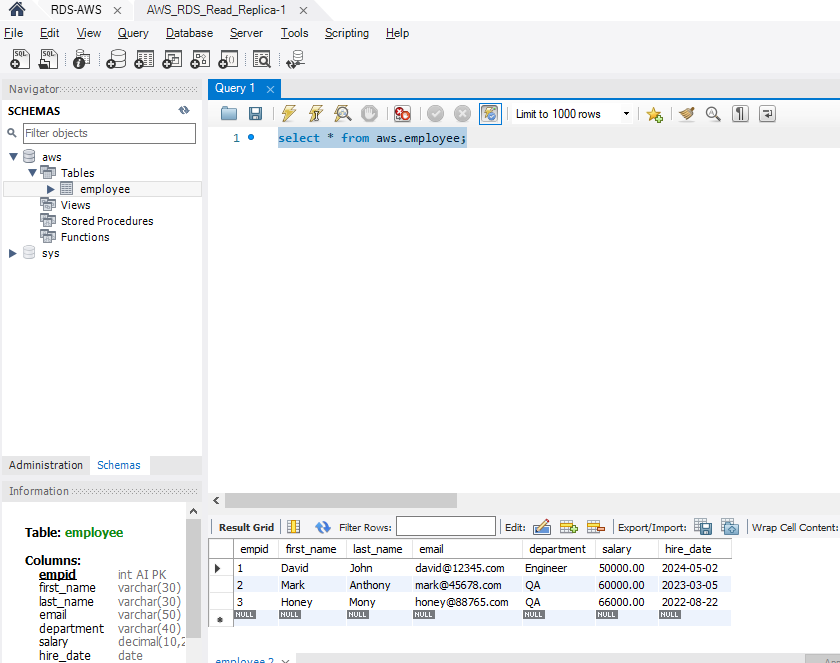 RDS-AWS AWS_RDS_Read_Replica-1
File Edit View Query Database Server Tools Scripting Help
Navigator
Query 1
SCHEMAS
Limit to 1000 rows
Filter objects
1 select * from aws.employee;
aws
Tables
employee
Views
Stored Procedures
Functions
sys
Administration Schemas
Information
Table: employee
Columns:
empid int AI PK
first_name varchar(30)
last_name varchar(30)
email varchar(50)
department varchar(40)
salary decimal(10,2
hire_date date
Result Grid Filter Rows: Edit: Export/Import: Wrap Cell Content:
empid first_name last_name email department salary hire_date
1 David John david@12345.com Engineer 50000.00 2024-05-02
2 Mark Anthony mark@45678.com QA 60000.00 2023-03-05
3 Honey Mony honey@88765.com QA 66000.00 2022-08-22
NULL NULL NULL NULL NULL NULL NULL
employee 2